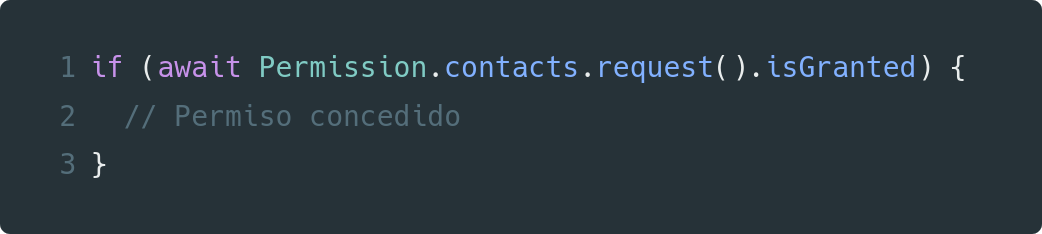 1 if (await Permission.contacts.request().isGranted) {
2   // Permiso concedido
3 }